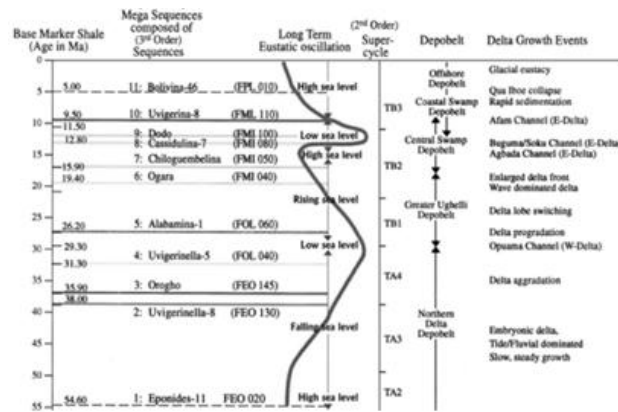 Base Marker Shale
(Age in Ma)
Mega Sequences
composed of
(3rd Order)
Sequences
Long Term
Eustatic oscillation
(2nd Order)
Super-
cycle
Depobelt
Delta Growth Events
0
5.00
11: Bolivina-46 (FPL 010)
High sea level
Offshore
Depobelt
Glacial eustacy
Qua Iboe collapse
Rapid sedimentation
5
9.50
10: Uvigerina-8 (FML 110)
TB3
Coastal Swamp
Depobelt
Afam Channel (E-Delta)
10
11.50
9: Dodo (FMI 100)
Low sea level
12.80
8: Cassidulina-7 (FMI 080)
Central Swamp
Depobelt
Buguma/Soku Channel (E-Delta)
Agbada Channel (E-Delta)
15
7: Chiloguembelina (FMI 050)
High sea level
15.90
TB2
19.40
6: Ogara (FMI 040)
Enlarged delta front
Wave dominated delta
20
Rising sea level
Greater Ughelli
Depobelt
Delta lobe switching
25
26.20
5: Alabamina-1 (FOL 060)
TB1
Delta progradation
29.30
Low sea level
Opuama Channel (W-Delta)
30
31.30
4: Uvigerinella-5 (FOL 040)
TA4
35
35.90
3: Orogho (FEO 145)
Delta aggradation
38.00
40
2: Uvigerinella-8 (FEO 130)
Falling sea level
Northern
Delta
Depobelt
TA3
Embryonic delta,
Tide/Fluvial dominated
Slow, steady growth
45
50
TA2
54.60
1: Eponides-11 FEO 020
High sea level
55